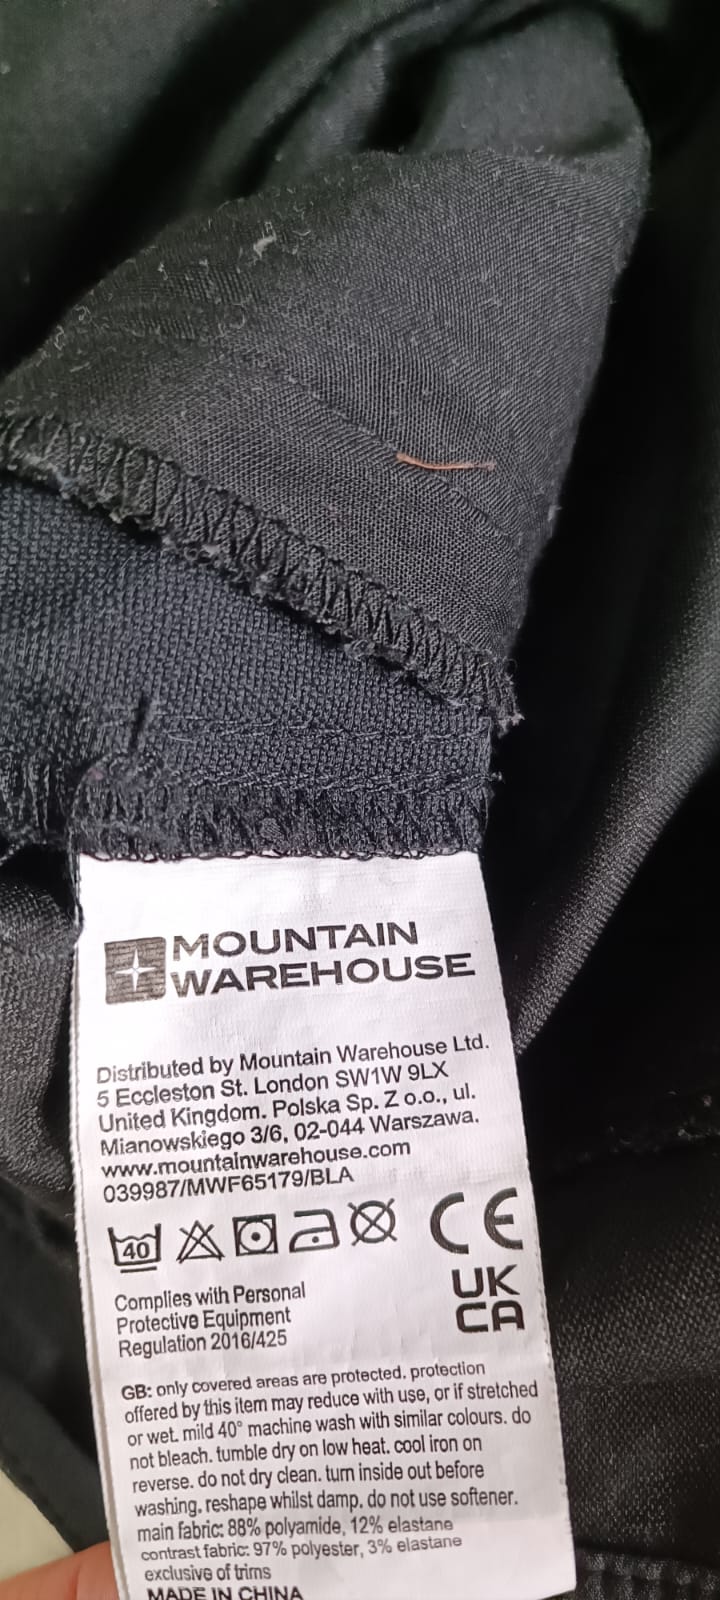 MOUNTAIN
WAREHOUSE
Distributed by Mountain Warehouse Ltd.
5 Eccleston St. London SW1W 9LX
United Kingdom. Polska Sp. Z o.o., ul.
Mianowskiego 3/6, 02-044 Warszawa.
www.mountainwarehouse.com
039987/MWF65179/BLA
40
CE
Complies with Personal
Protective Equipment
Regulation 2016/425
UK
CA
GB: only covered areas are protected. protection
offered by this item may reduce with use, or if stretched
or wet. mild 40° machine wash with similar colours. do
not bleach. tumble dry on low heat. cool iron on
reverse. do not dry clean. turn inside out before
washing. reshape whilst damp. do not use softener.
main fabric: 88% polyamide, 12% elastane
contrast fabric: 97% polyester, 3% elastane
exclusive of trims
MADE IN CHINA